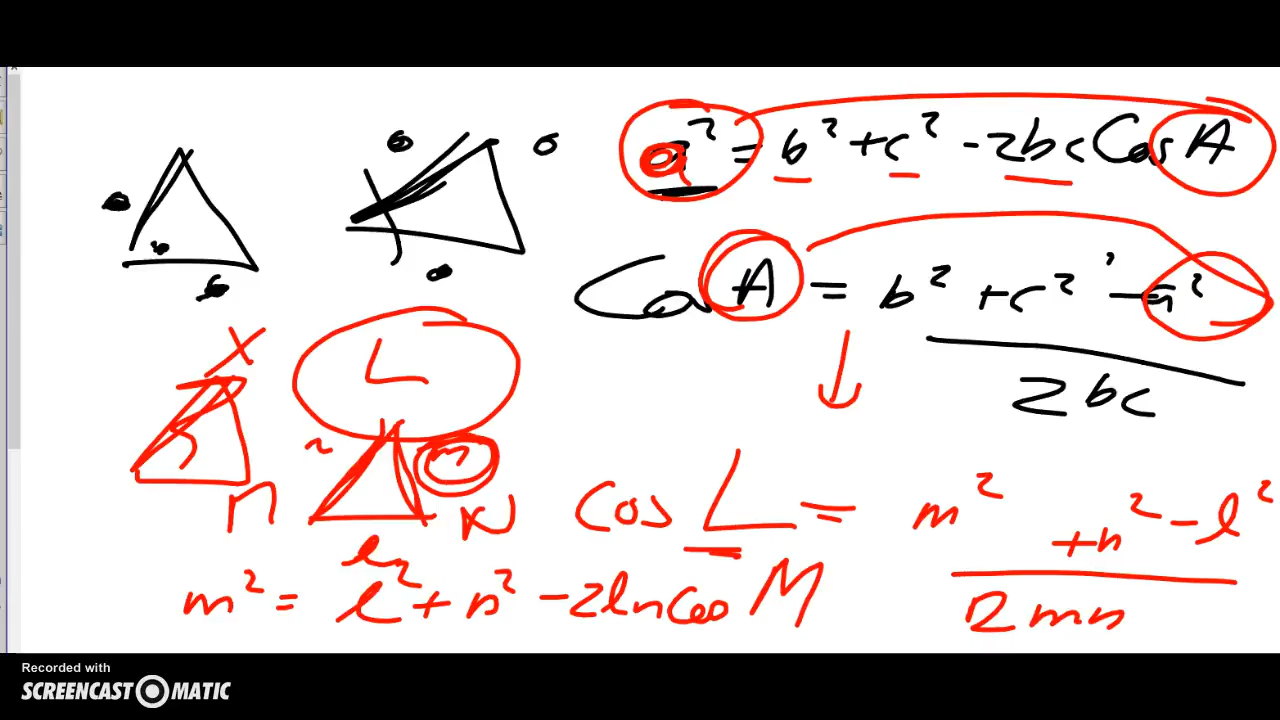 a² = b² + c² - 2bc Cos A
Cos A = b² + c² - a²
2bc
X
L
n
m
n
N
l
Cos L = m² + n² - l²
2mn
m² = l² + n² - 2ln cos M
Recorded with
SCREENCAST O MATIC